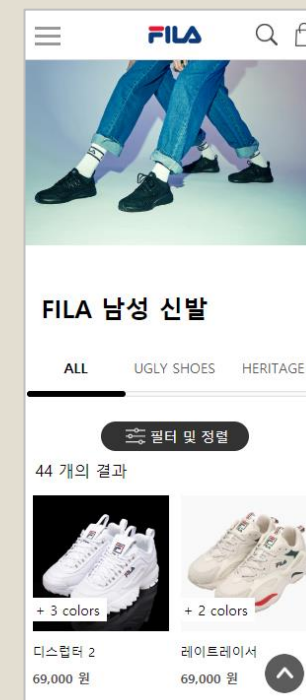 FILA
FILA 남성 신발
ALL UGLY SHOES HERITAGE
필터 및 정렬
44 개의 결과
+ 3 colors + 2 colors
디스럽터 2 레이트레이서
69,000 원 69,000 원